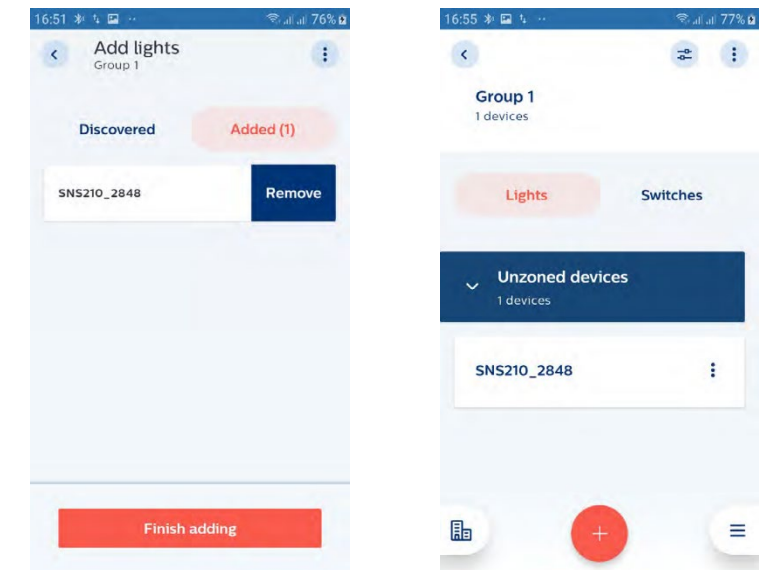 16:51 76%
Add lights
Group 1
Discovered Added (1)
SNS210_2848 Remove
Finish adding
16:55 77%
Group 1
1 devices
Lights Switches
Unzoned devices
1 devices
SNS210_2848